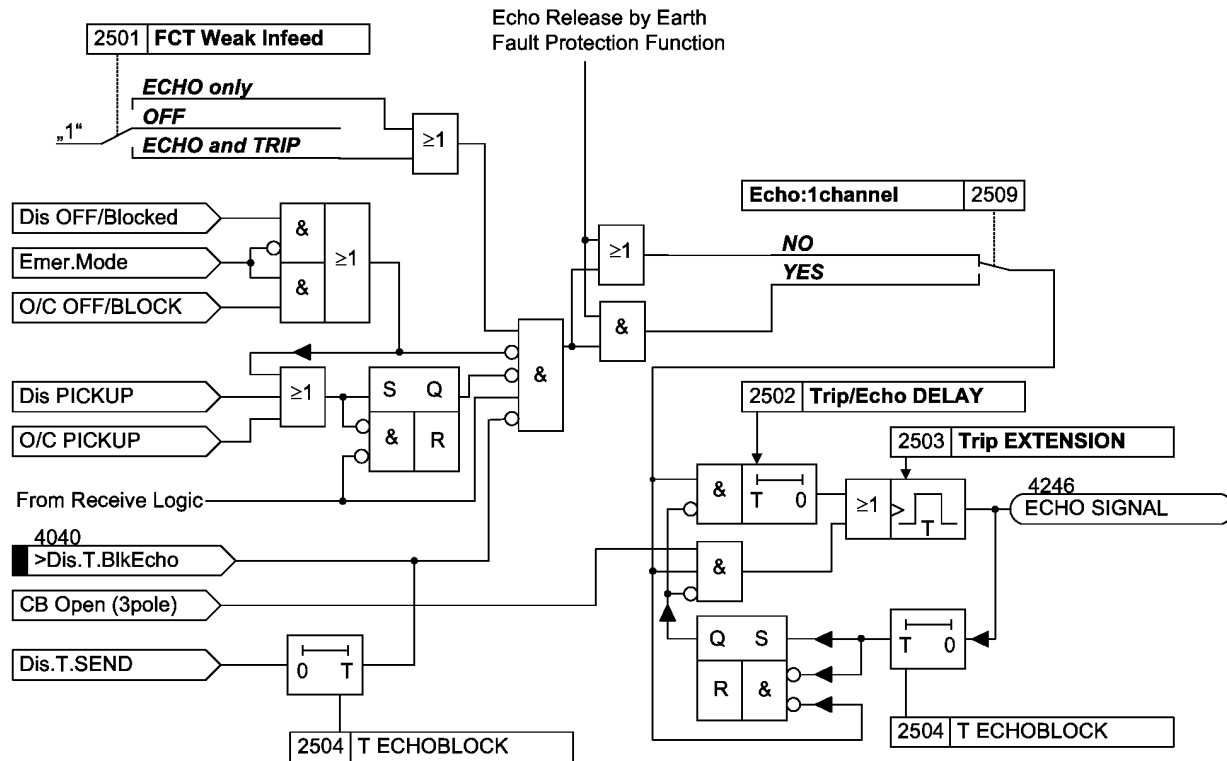 Echo Release by Earth
Fault Protection Function
2501 FCT Weak Infeed
ECHO only
OFF
„1“
ECHO and TRIP
≥1
Dis OFF/Blocked
Emer.Mode
O/C OFF/BLOCK
&
≥1
&
Echo:1channel 2509
≥1
NO
YES
&
&
Dis PICKUP
O/C PICKUP
≥1
S Q
& R
2502 Trip/Echo DELAY
2503 Trip EXTENSION
From Receive Logic
& T 0
≥1
T
4246
ECHO SIGNAL
4040
>Dis.T.BlkEcho
&
CB Open (3pole)
Dis.T.SEND
0 T
Q S
R &
T 0
2504 T ECHOBLOCK
2504 T ECHOBLOCK